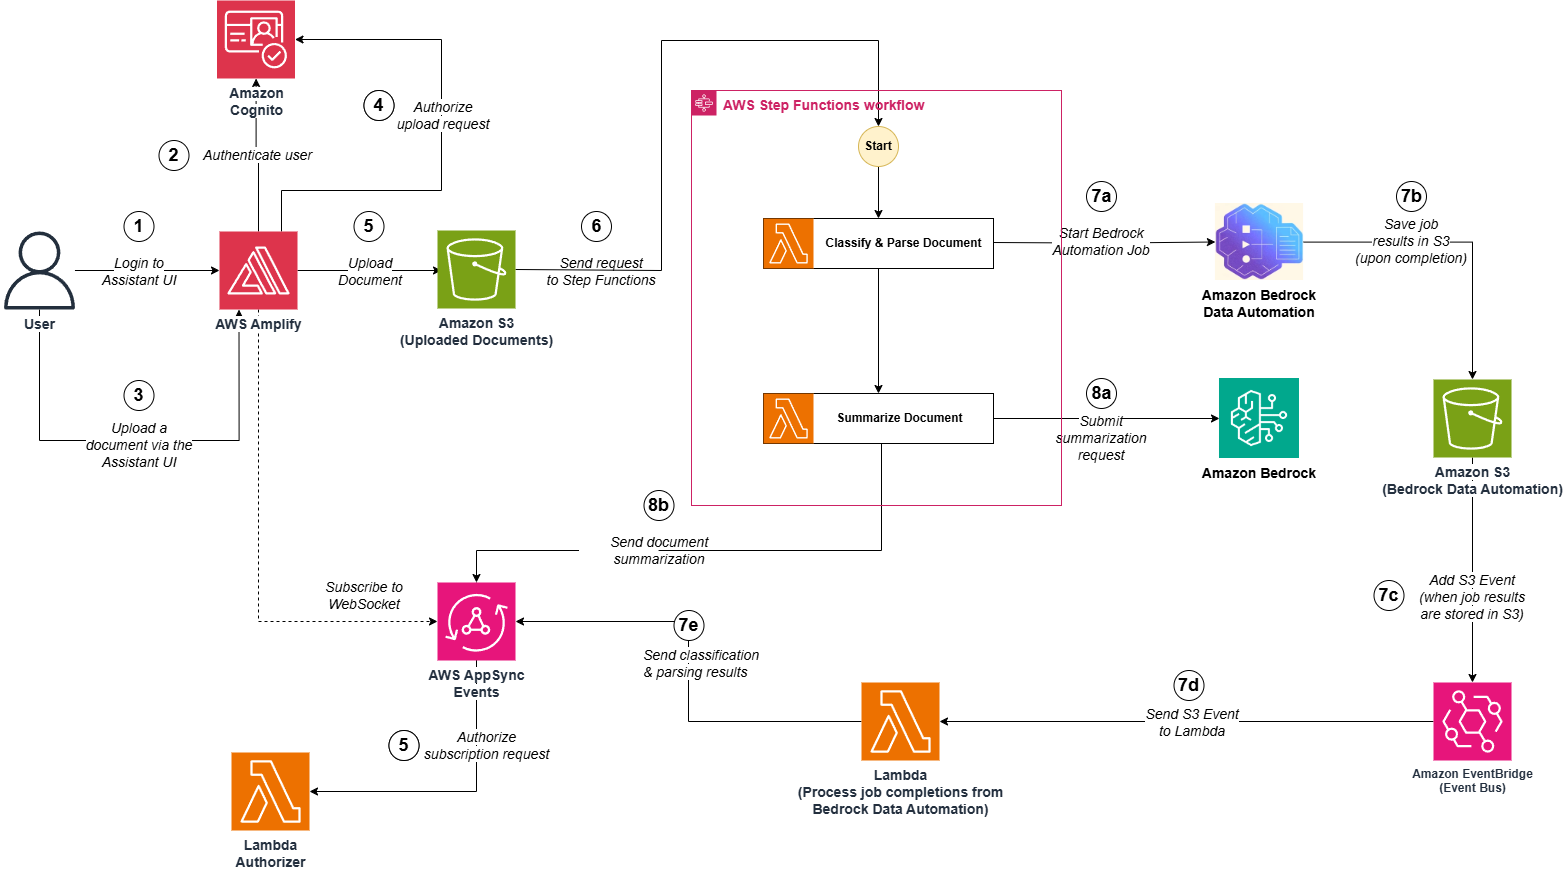 Amazon
Cognito
4
Authorize
upload request
2
Authenticate user
AWS Step Functions workflow
Start
1
Login to
Assistant UI
5
Upload
Document
6
Send request
to Step Functions
Classify & Parse Document
7a
Start Bedrock
Automation Job
7b
Save job
results in S3
(upon completion)
User
AWS Amplify
Amazon S3
(Uploaded Documents)
Amazon Bedrock
Data Automation
3
Upload a
document via the
Assistant UI
Summarize Document
8a
Submit
summarization
request
Amazon Bedrock
Amazon S3
(Bedrock Data Automation)
8b
Send document
summarization
Subscribe to
WebSocket
7c
Add S3 Event
(when job results
are stored in S3)
7e
Send classification
& parsing results
AWS AppSync
Events
7d
Send S3 Event
to Lambda
5
Authorize
subscription request
Lambda
(Process job completions from
Bedrock Data Automation)
Amazon EventBridge
(Event Bus)
Lambda
Authorizer